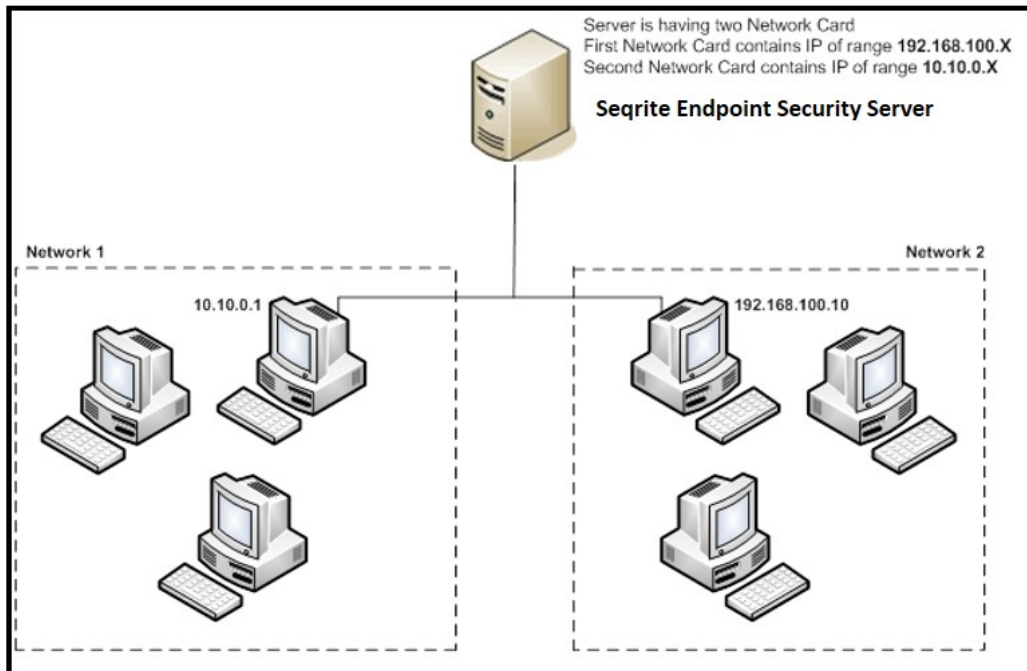 Server is having two Network Card
First Network Card contains IP of range 192.168.100.X
Second Network Card contains IP of range 10.10.0.X
Seqrite Endpoint Security Server
Network 1
Network 2
10.10.0.1
192.168.100.10